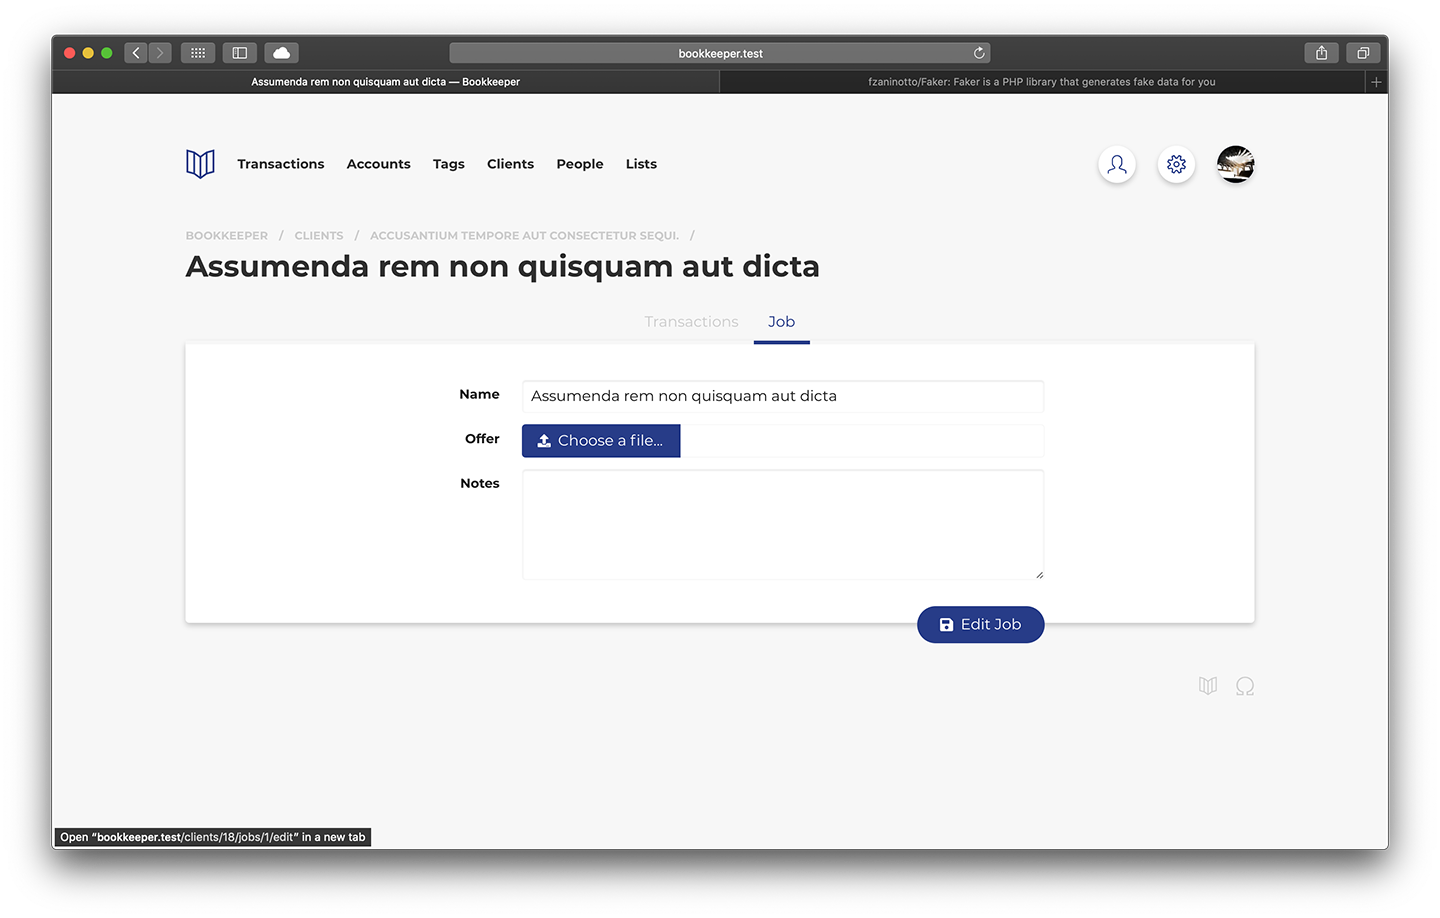 bookkeeper.test
Assumenda rem non quisquam aut dicta — Bookkeeper
fzaninotto/Faker: Faker is a PHP library that generates fake data for you
Transactions Accounts Tags Clients People Lists
BOOKKEEPER / CLIENTS / ACCUSANTIUM TEMPORE AUT CONSECTETUR SEQUI. /
Assumenda rem non quisquam aut dicta
Transactions Job
Name Assumenda rem non quisquam aut dicta
Offer Choose a file...
Notes
Edit Job
Open “bookkeeper.test/clients/18/jobs/1/edit” in a new tab